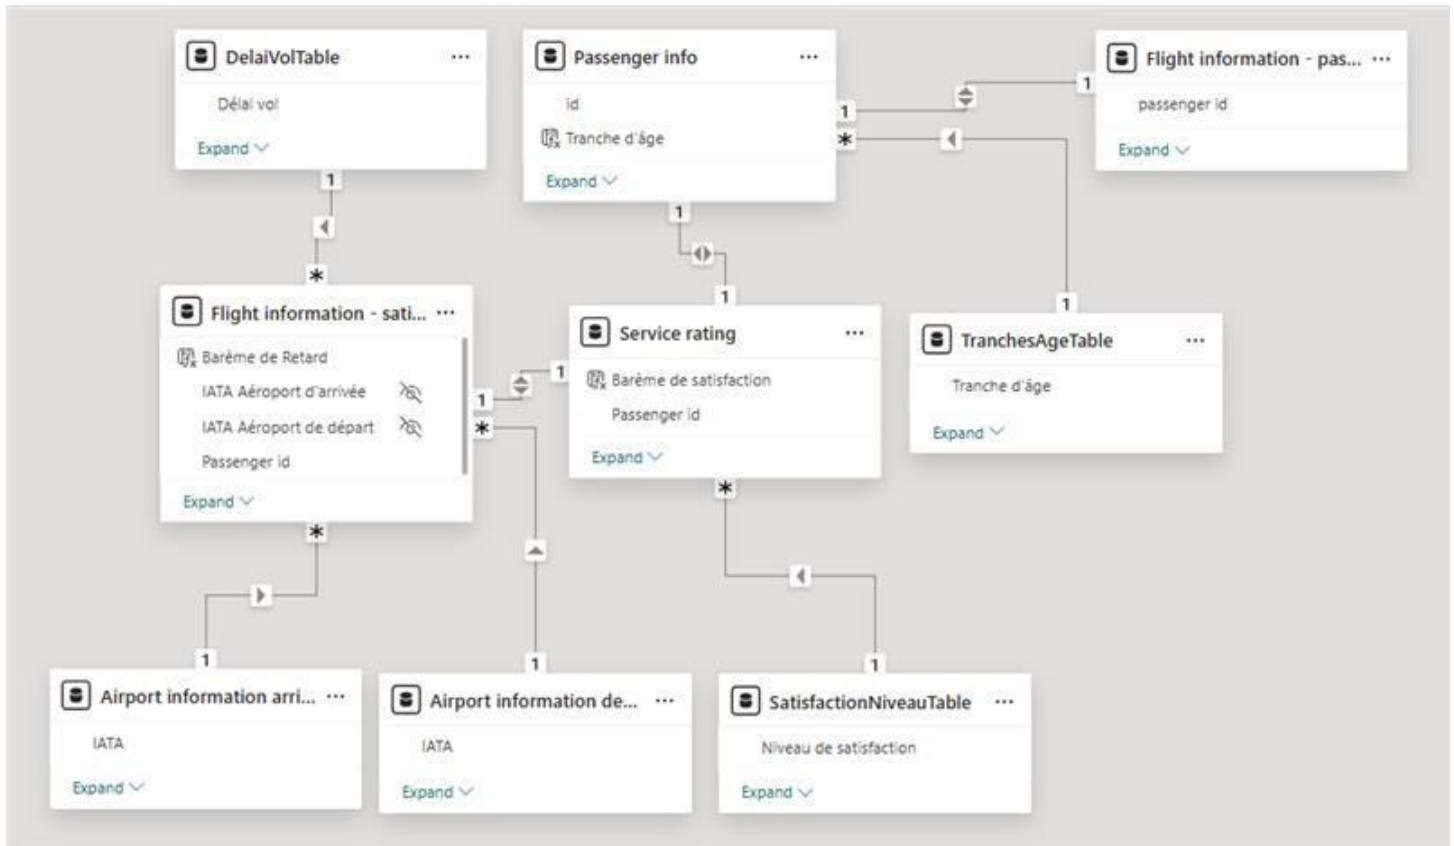 DelaiVolTable ...
Délai vol
Expand
Passenger info ...
id
Tranche d'âge
Expand
Flight information - pas... ...
passenger id
Expand
1
1
*
1
1
*
1
1
Flight information - sati... ...
Barème de Retard
IATA Aéroport d'arrivée
IATA Aéroport de départ
Passenger id
Expand
1
1
*
Service rating ...
Barème de satisfaction
Passenger id
Expand
TranchesAgeTable ...
Tranche d'âge
Expand
*
*
1
1
1
Airport information arri... ...
IATA
Expand
Airport information de... ...
IATA
Expand
SatisfactionNiveauTable ...
Niveau de satisfaction
Expand